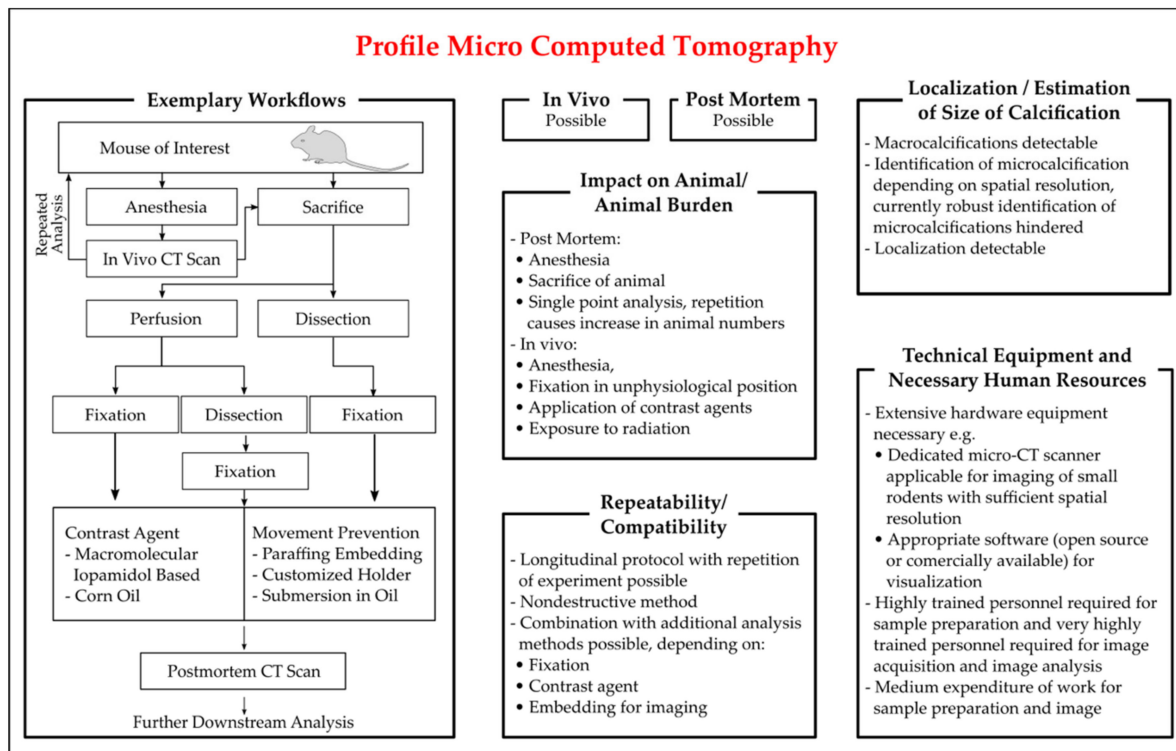 Profile Micro Computed Tomography
Exemplary Workflows
Mouse of Interest
Repeated
Analysis
Anesthesia
Sacrifice
In Vivo CT Scan
Perfusion
Dissection
Fixation
Dissection
Fixation
Fixation
Contrast Agent
- Macromolecular
Iopamidol Based
- Corn Oil
Movement Prevention
- Paraffing Embedding
- Customized Holder
- Submersion in Oil
Postmortem CT Scan
Further Downstream Analysis
In Vivo
Possible
Post Mortem
Possible
Impact on Animal/
Animal Burden
- Post Mortem:
• Anesthesia
• Sacrifice of animal
• Single point analysis, repetition
causes increase in animal numbers
- In vivo:
• Anesthesia,
• Fixation in unphysiological position
• Application of contrast agents
• Exposure to radiation
Repeatability/
Compatibility
- Longitudinal protocol with repetition
of experiment possible
- Nondestructive method
- Combination with additional analysis
methods possible, depending on:
• Fixation
• Contrast agent
• Embedding for imaging
Localization / Estimation
of Size of Calcification
- Macrocalcifications detectable
- Identification of microcalcification
depending on spatial resolution,
currently robust identification of
microcalcifications hindered
- Localization detectable
Technical Equipment and
Necessary Human Resources
- Extensive hardware equipment
necessary e.g.
• Dedicated micro-CT scanner
applicable for imaging of small
rodents with sufficient spatial
resolution
• Appropriate software (open source
or comercially available) for
visualization
- Highly trained personnel required for
sample preparation and very highly
trained personnel required for image
acquisition and image analysis
- Medium expenditure of work for
sample preparation and image